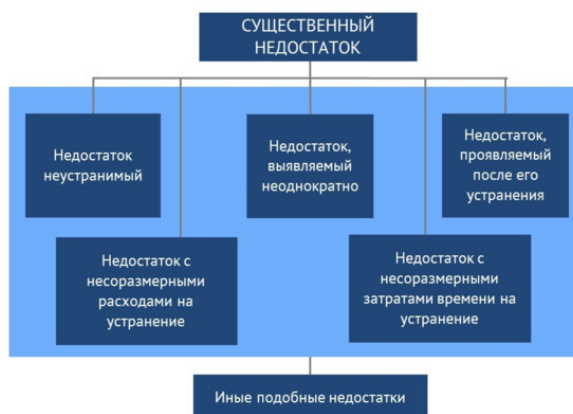 СУЩЕСТВЕННЫЙ
НЕДОСТАТОК
Недостаток
неустранимый
Недостаток,
выявляемый
неоднократно
Недостаток,
проявляемый
после его
устранения
Недостаток с
несоразмерными
расходами на
устранение
Недостаток с
несоразмерными
затратами времени на
устранение
Иные подобные недостатки